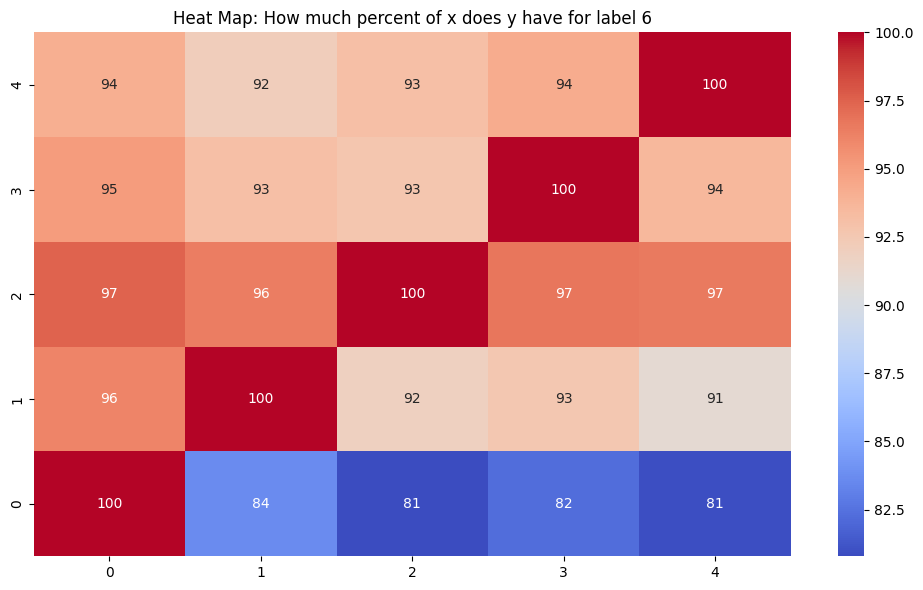 Heat Map: How much percent of x does y have for label 6
4 94 92 93 94 100
3 95 93 93 100 94
2 97 96 100 97 97
1 96 100 92 93 91
0 100 84 81 82 81
0 1 2 3 4
100.0
97.5
95.0
92.5
90.0
87.5
85.0
82.5